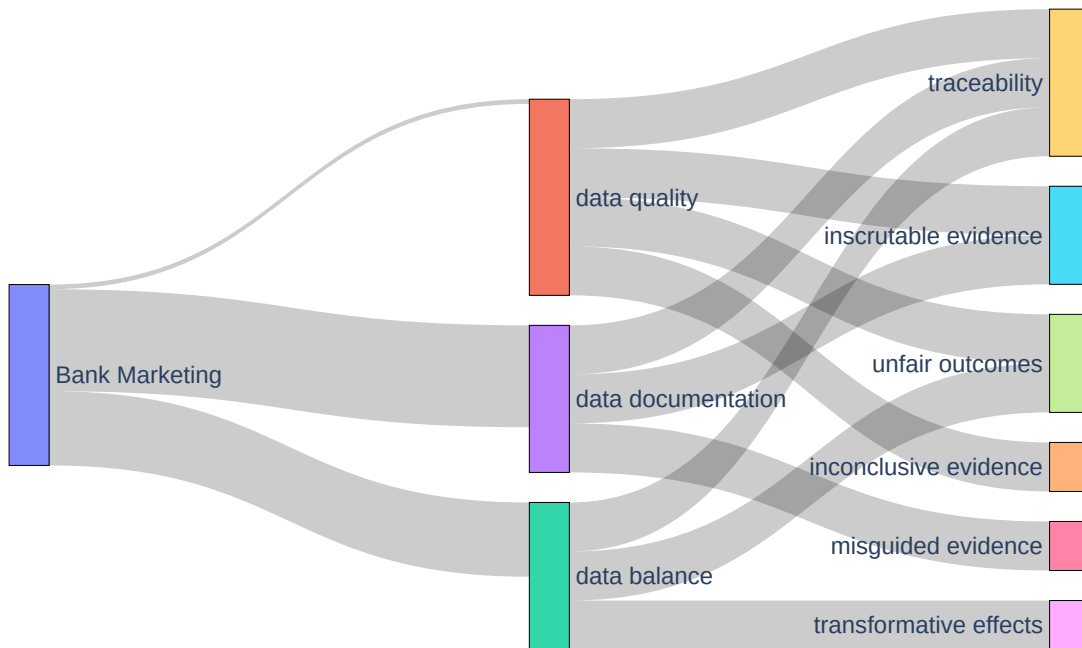 Bank Marketing
data quality
data documentation
data balance
traceability
inscrutable evidence
unfair outcomes
inconclusive evidence
misguided evidence
transformative effects